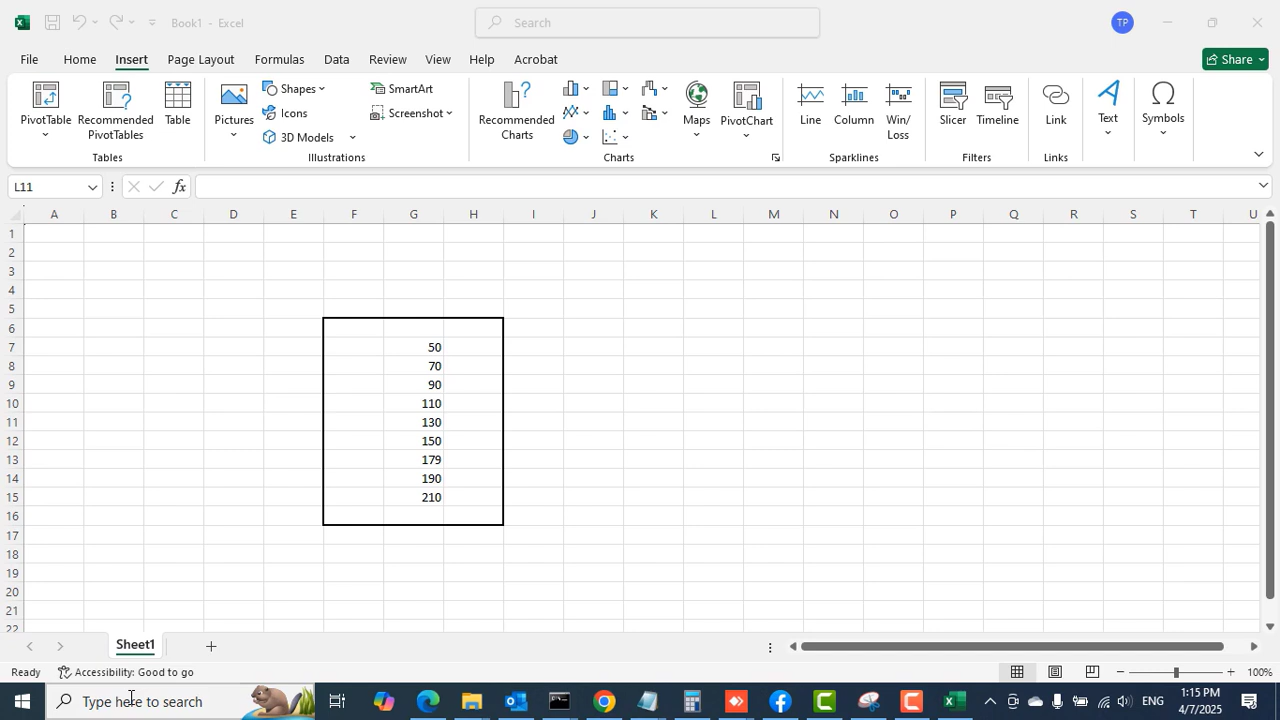 Book1 - Excel
Search
TP
File Home Insert Page Layout Formulas Data Review View Help Acrobat
Share
PivotTable
Recommended
PivotTables
Table
Tables
Pictures
Shapes
Icons
3D Models
SmartArt
Screenshot
Illustrations
Recommended
Charts
Maps
PivotChart
Charts
Line
Column
Win/
Loss
Sparklines
Slicer
Timeline
Filters
Link
Links
Text
Symbols
L11
fx
A B C D E F G H I J K L M N O P Q R S T U
1
2
3
4
5
6
7 50
8 70
9 90
10 110
11 130
12 150
13 179
14 190
15 210
16
17
18
19
20
21
22
Sheet1
Ready
Accessibility: Good to go
100%
Type here to search
ENG
1:15 PM
4/7/2025